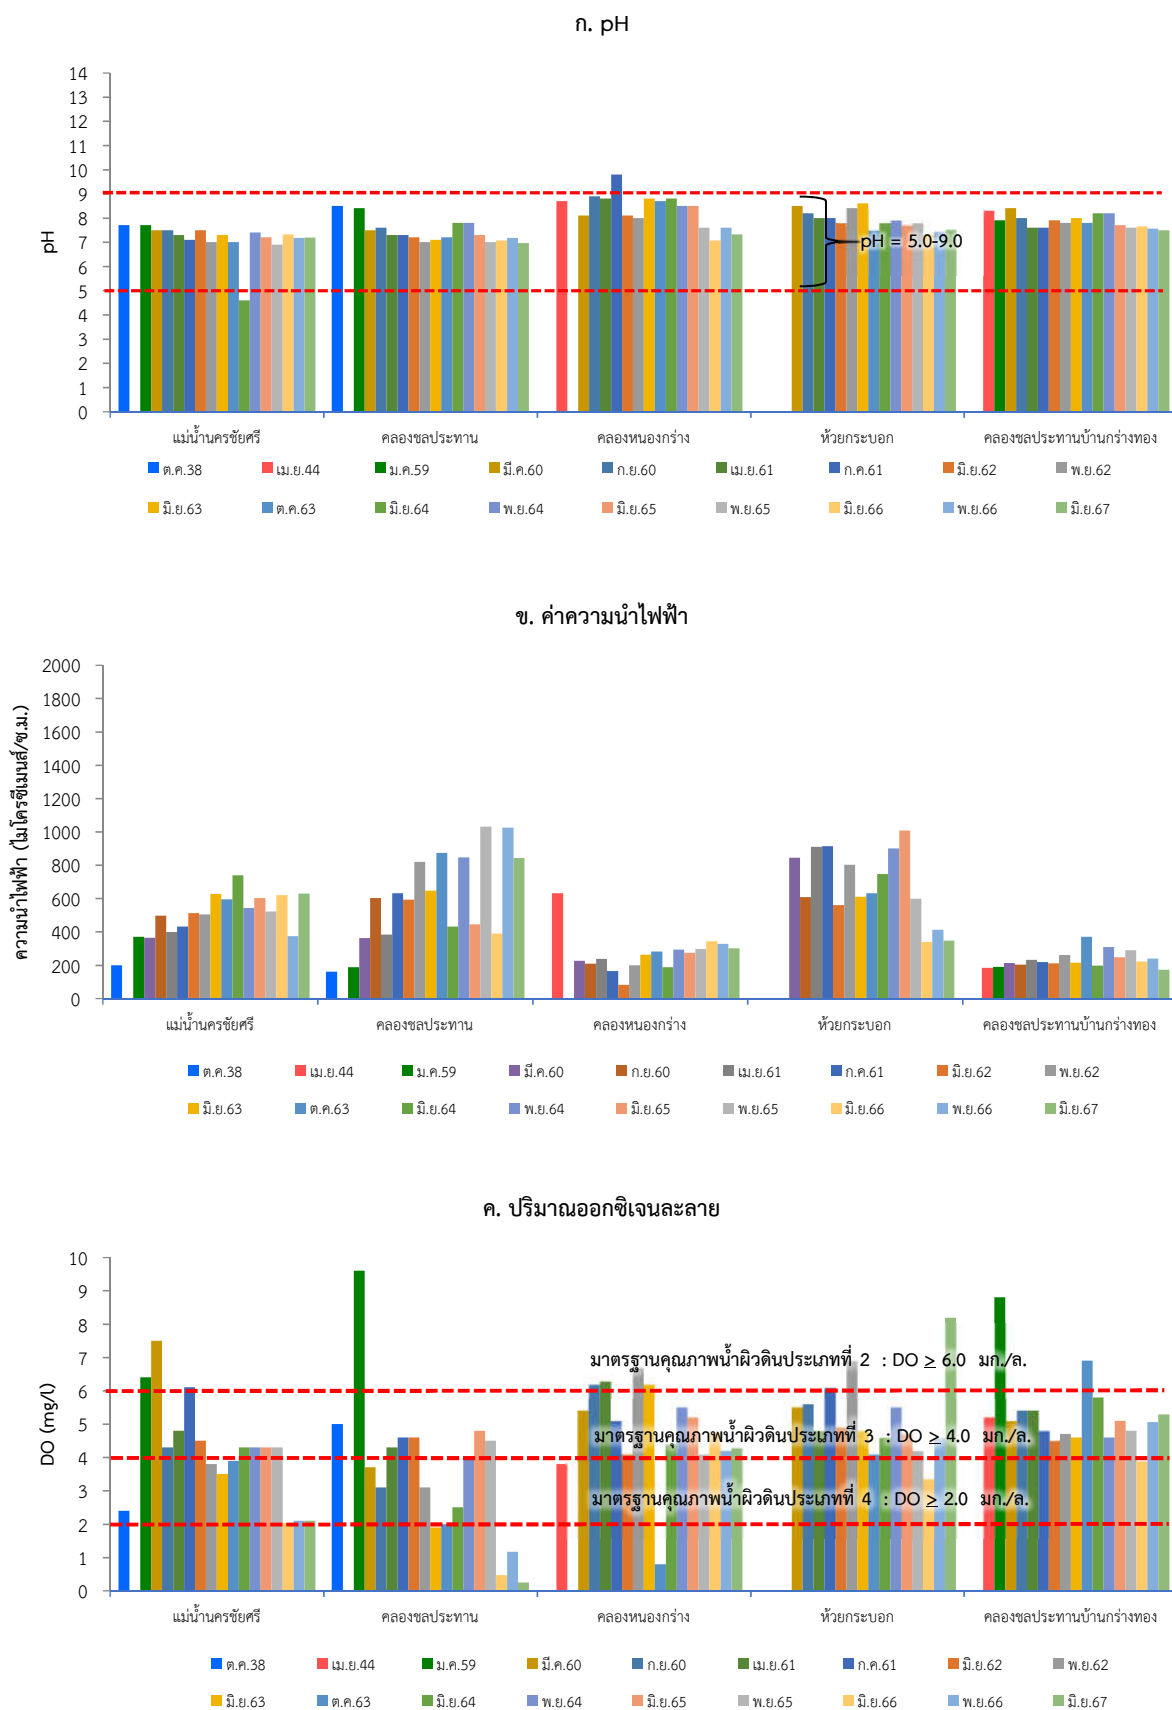 ก. pH
14
13
12
11
10
9
8
7
6
5
4
3
2
1
0
pH
pH = 5.0-9.0
แม่น้ำนครชัยศรี คลองชลประทาน คลองหนองกร่าง ห้วยกระบอก คลองชลประทานบ้านกร่างทอง
ต.ค.38 เม.ย.44 ม.ค.59 มี.ค.60 ก.ย.60 เม.ย.61 ก.ค.61 มิ.ย.62 พ.ย.62
มิ.ย.63 ต.ค.63 มิ.ย.64 พ.ย.64 มิ.ย.65 พ.ย.65 มิ.ย.66 พ.ย.66 มิ.ย.67
ข. ค่าความนำไฟฟ้า
2000
1800
1600
1400
1200
1000
800
600
400
200
0
ความนำไฟฟ้า (ไมโครซีเมนส์/ซ.ม.)
แม่น้ำนครชัยศรี คลองชลประทาน คลองหนองกร่าง ห้วยกระบอก คลองชลประทานบ้านกร่างทอง
ต.ค.38 เม.ย.44 ม.ค.59 มี.ค.60 ก.ย.60 เม.ย.61 ก.ค.61 มิ.ย.62 พ.ย.62
มิ.ย.63 ต.ค.63 มิ.ย.64 พ.ย.64 มิ.ย.65 พ.ย.65 มิ.ย.66 พ.ย.66 มิ.ย.67
ค. ปริมาณออกซิเจนละลาย
10
9
8
7
6
5
4
3
2
1
0
DO (mg/l)
มาตรฐานคุณภาพน้ำผิวดินประเภทที่ 2 : DO ≥ 6.0 มก./ล.
มาตรฐานคุณภาพน้ำผิวดินประเภทที่ 3 : DO ≥ 4.0 มก./ล.
มาตรฐานคุณภาพน้ำผิวดินประเภทที่ 4 : DO ≥ 2.0 มก./ล.
แม่น้ำนครชัยศรี คลองชลประทาน คลองหนองกร่าง ห้วยกระบอก คลองชลประทานบ้านกร่างทอง
ต.ค.38 เม.ย.44 ม.ค.59 มี.ค.60 ก.ย.60 เม.ย.61 ก.ค.61 มิ.ย.62 พ.ย.62
มิ.ย.63 ต.ค.63 มิ.ย.64 พ.ย.64 มิ.ย.65 พ.ย.65 มิ.ย.66 พ.ย.66 มิ.ย.67